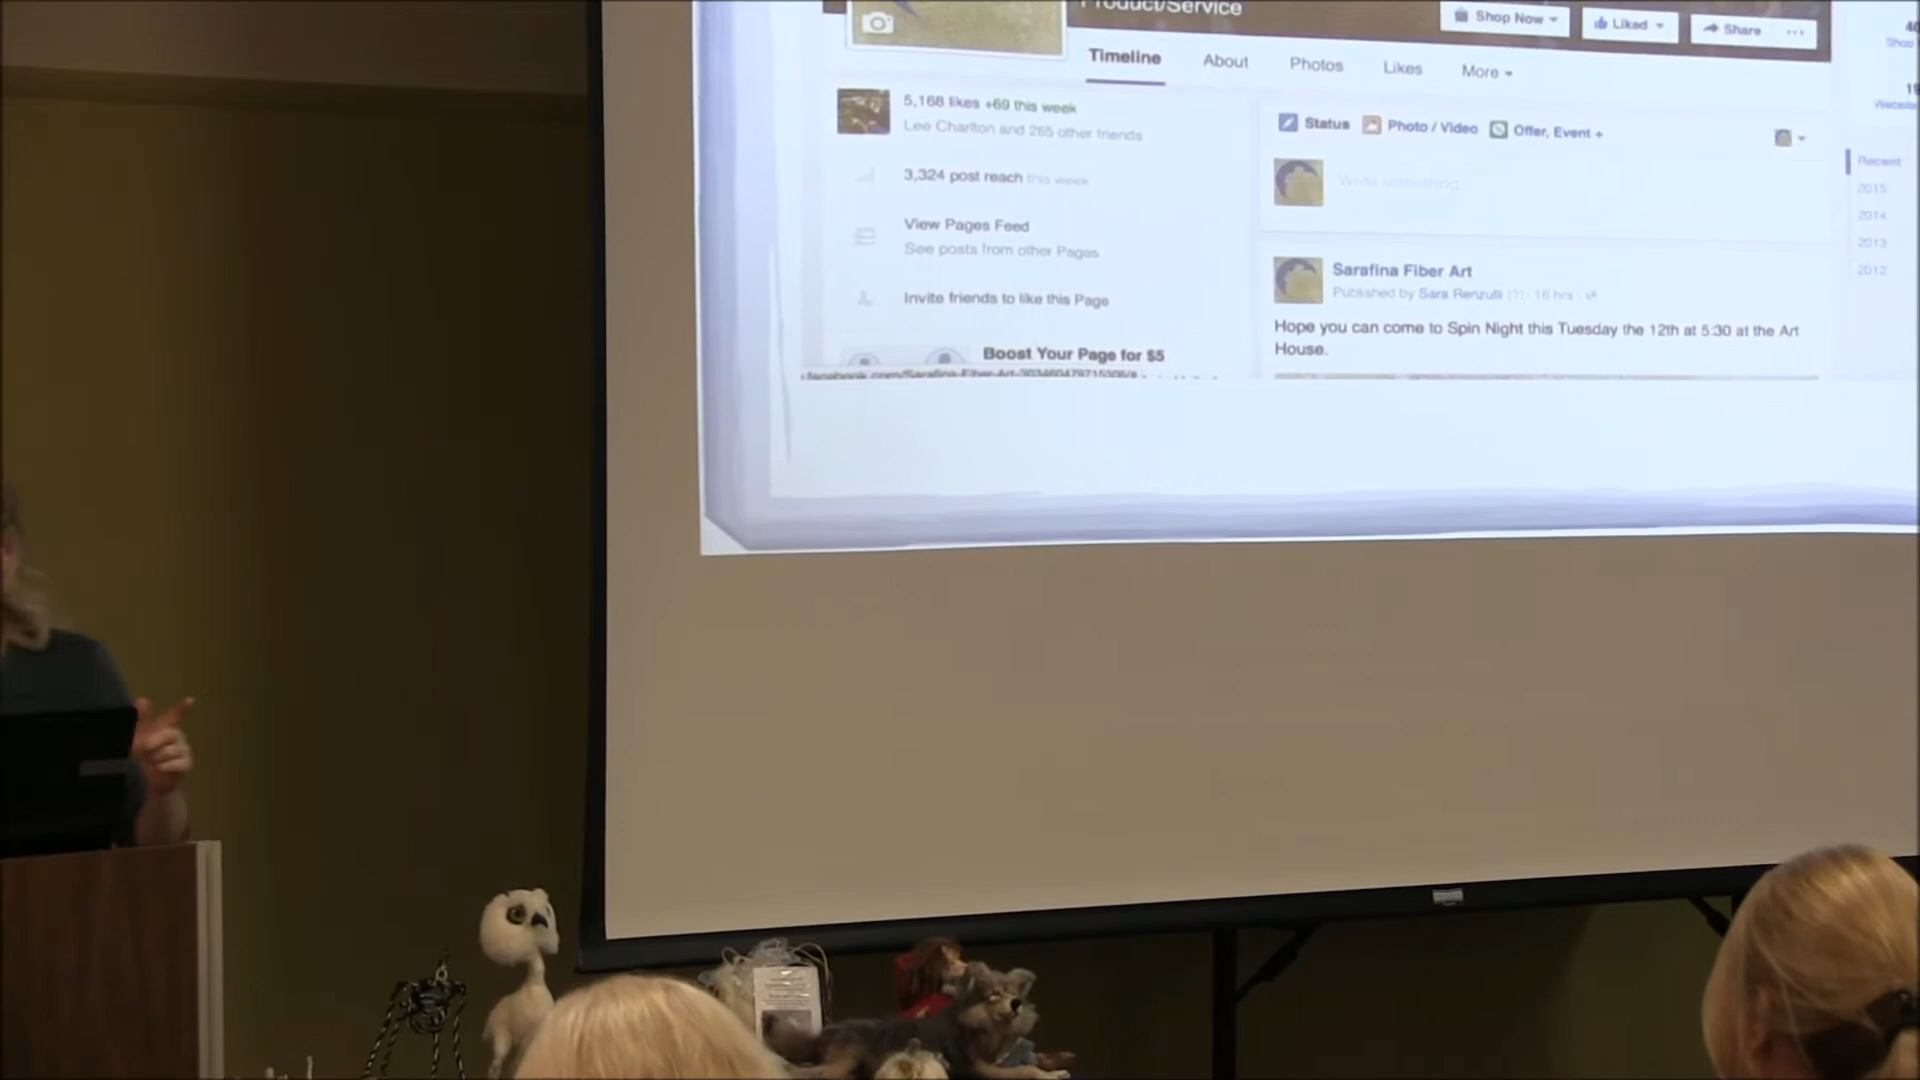 Product/Service
Shop Now
Liked
Share
Timeline
About
Photos
Likes
More
5,168 likes +69 this week
Lee Charlton and 265 other friends
3,324 post reach this week
View Pages Feed
See posts from other Pages
Invite friends to like this Page
Boost Your Page for $5
Status
Photo / Video
Offer, Event +
Write something
Sarafina Fiber Art
Published by Sara Renzulli [?] · 16 hrs ·
Hope you can come to Spin Night this Tuesday the 12th at 5:30 at the Art
House.
Recent
2015
2014
2013
2012